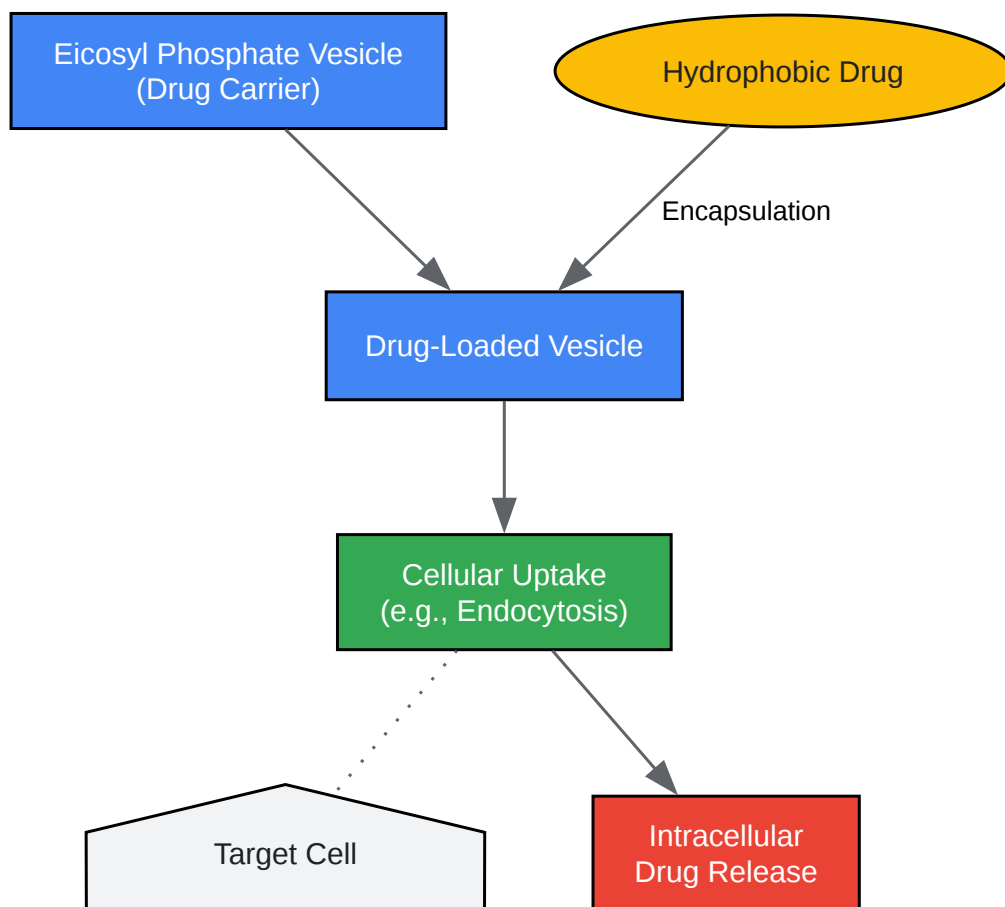 Eicosyl Phosphate Vesicle
(Drug Carrier)
Hydrophobic Drug
Encapsulation
Drug-Loaded Vesicle
Cellular Uptake
(e.g., Endocytosis)
Target Cell
Intracellular
Drug Release